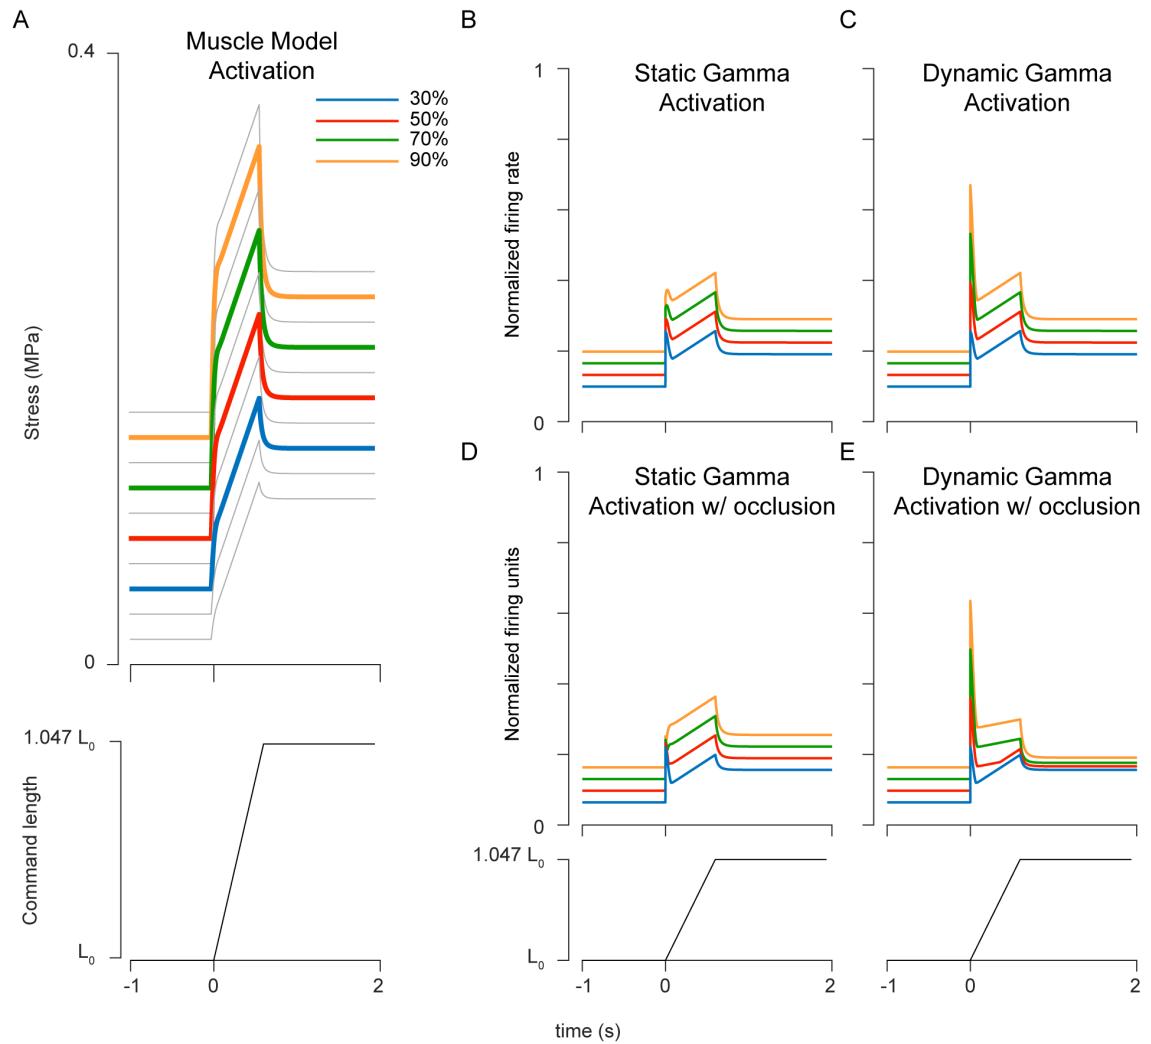 A
Muscle Model
Activation
0.4
30%
50%
70%
90%
Stress (MPa)
0
1.047 L0
Command length
L0
-1
0
2
B
Static Gamma
Activation
1
Normalized firing rate
0
C
Dynamic Gamma
Activation
D
Static Gamma
Activation w/ occlusion
1
Normalized firing units
0
E
Dynamic Gamma
Activation w/ occlusion
1.047 L0
L0
-1
0
2
-1
0
2
time (s)